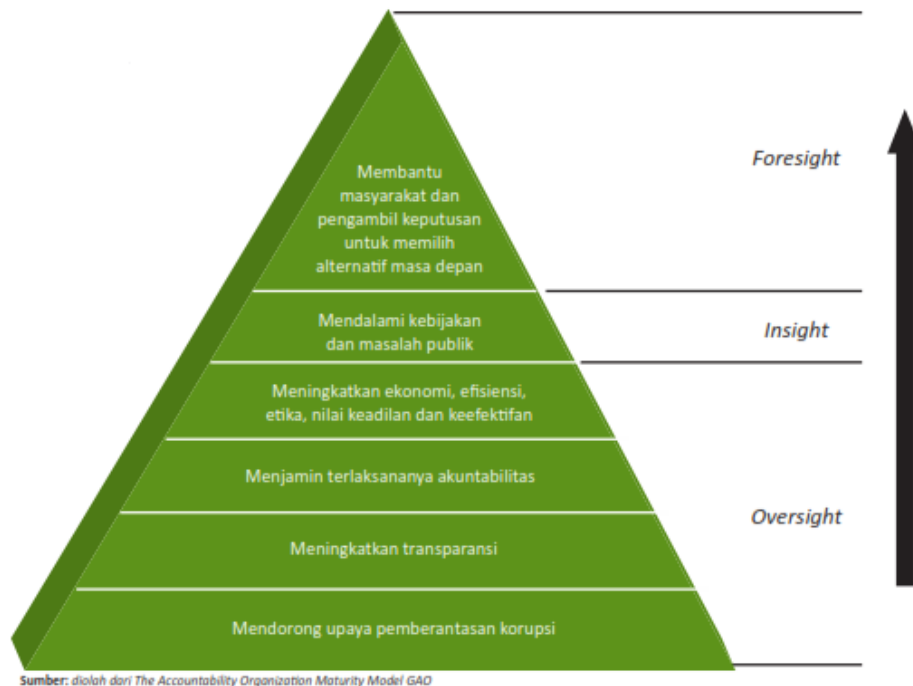 Membantu
masyarakat dan
pengambil keputusan
untuk memilih
alternatif masa depan
Foresight
Mendalami kebijakan
dan masalah publik
Insight
Meningkatkan ekonomi, efisiensi,
etika, nilai keadilan dan keefektifan
Menjamin terlaksananya akuntabilitas
Oversight
Meningkatkan transparansi
Mendorong upaya pemberantasan korupsi
Sumber: diolah dari The Accountability Organization Maturity Model GAO